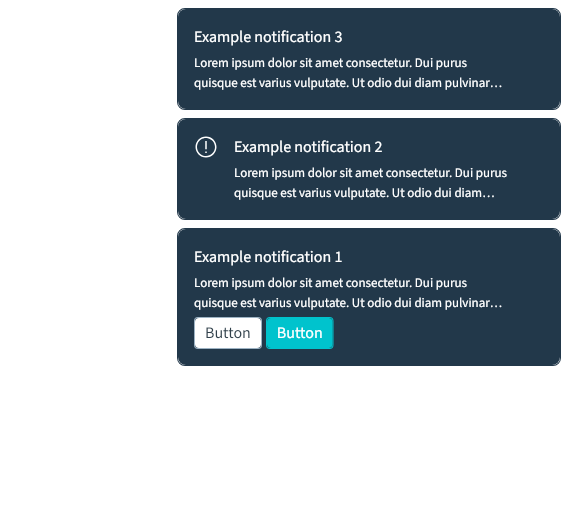 Example notification 3
Lorem ipsum dolor sit amet consectetur. Dui purus
quisque est varius vulputate. Ut odio dui diam pulvinar…
Example notification 2
Lorem ipsum dolor sit amet consectetur. Dui purus
quisque est varius vulputate. Ut odio dui diam…
Example notification 1
Lorem ipsum dolor sit amet consectetur. Dui purus
quisque est varius vulputate. Ut odio dui diam pulvinar…
Button Button